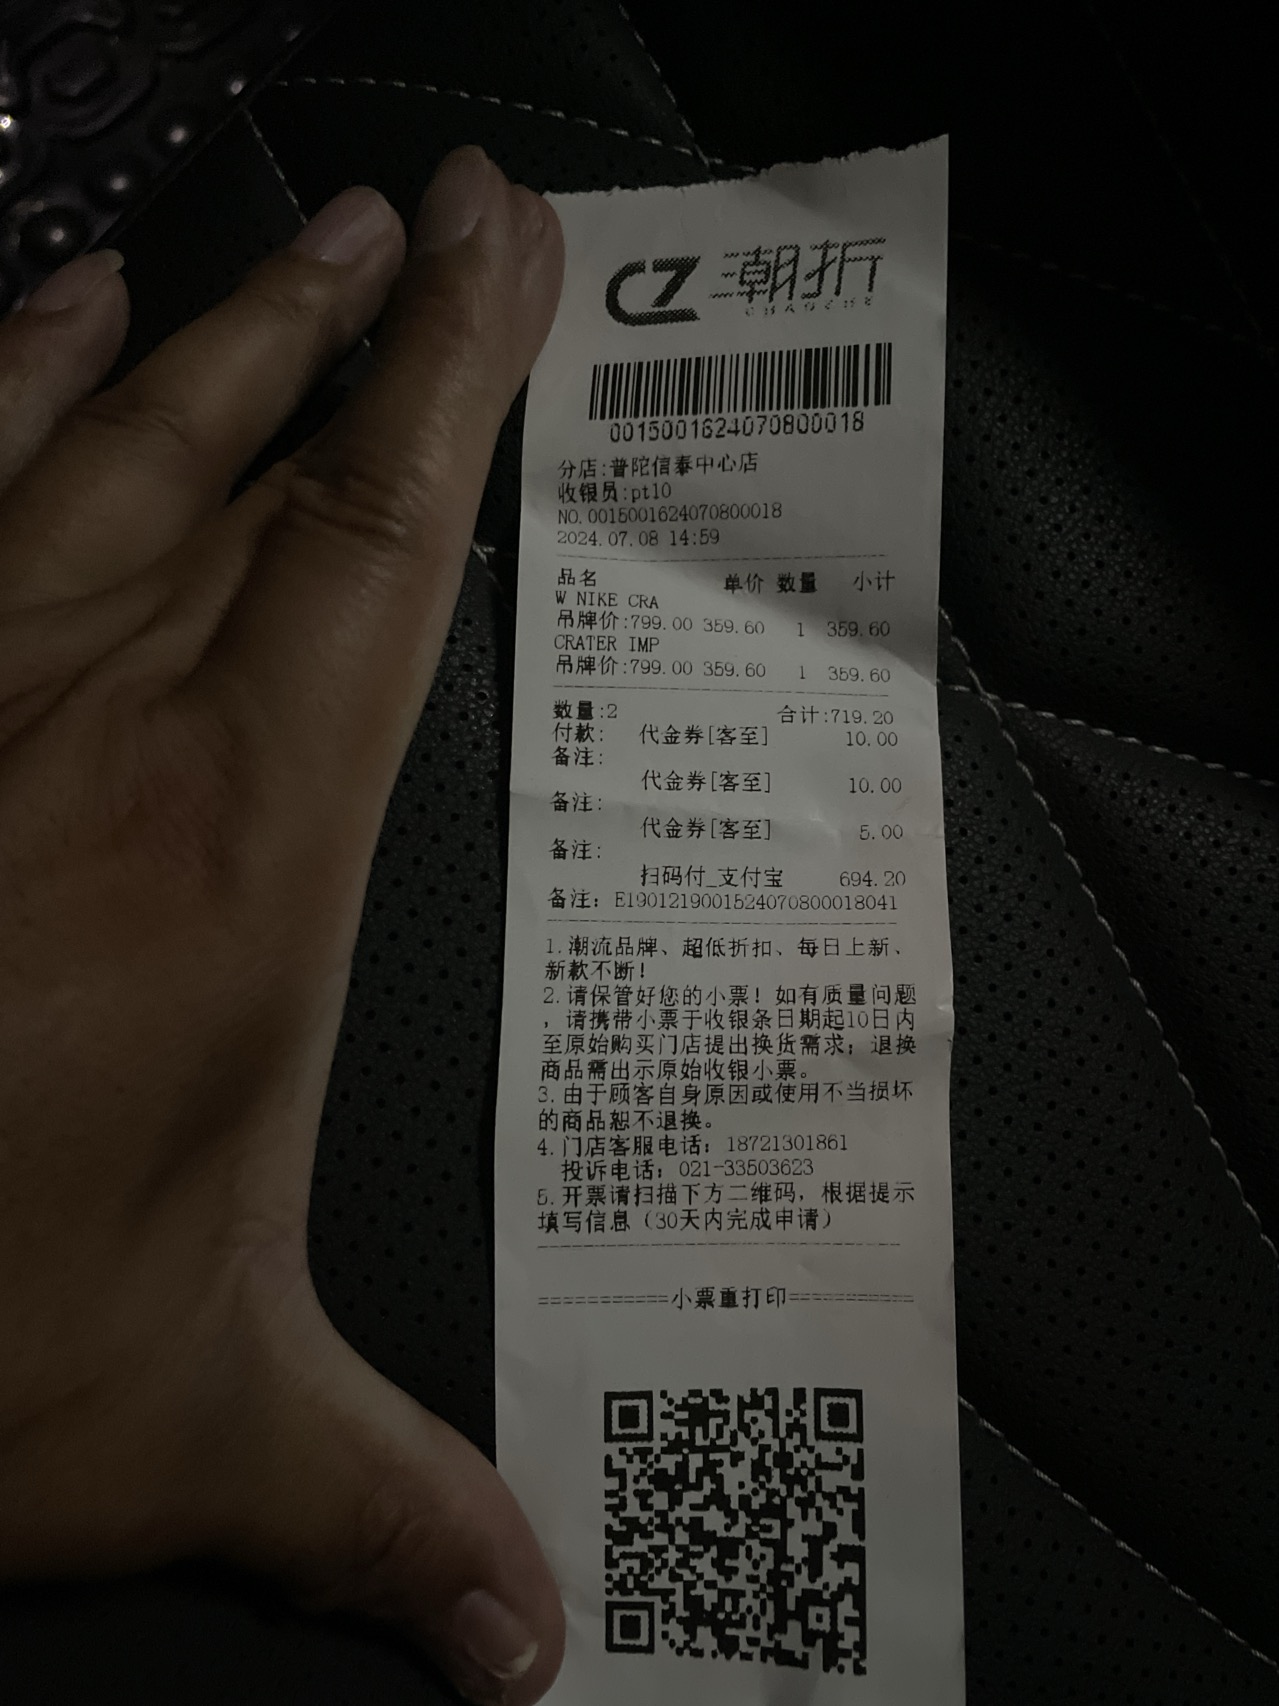 CZ 潮折
CHAOZHE
0015001624070800018
分店:普陀信泰中心店
收银员:pt10
NO.0015001624070800018
2024.07.08 14:59
品名 单价 数量 小计
W NIKE CRA
吊牌价:799.00 359.60 1 359.60
CRATER IMP
吊牌价:799.00 359.60 1 359.60
数量:2 合计:719.20
付款: 代金券[客至] 10.00
备注:
代金券[客至] 10.00
备注:
代金券[客至] 5.00
备注:
扫码付_支付宝 694.20
备注: E1901219001524070800018041
1.潮流品牌、超低折扣、每日上新、
新款不断!
2.请保管好您的小票!如有质量问题
,请携带小票于收银条日期起10日内
至原始购买门店提出换货需求;退换
商品需出示原始收银小票。
3.由于顾客自身原因或使用不当损坏
的商品恕不退换。
4.门店客服电话: 18721301861
投诉电话: 021-33503623
5.开票请扫描下方二维码, 根据提示
填写信息 (30天内完成申请)
===========小票重打印===========